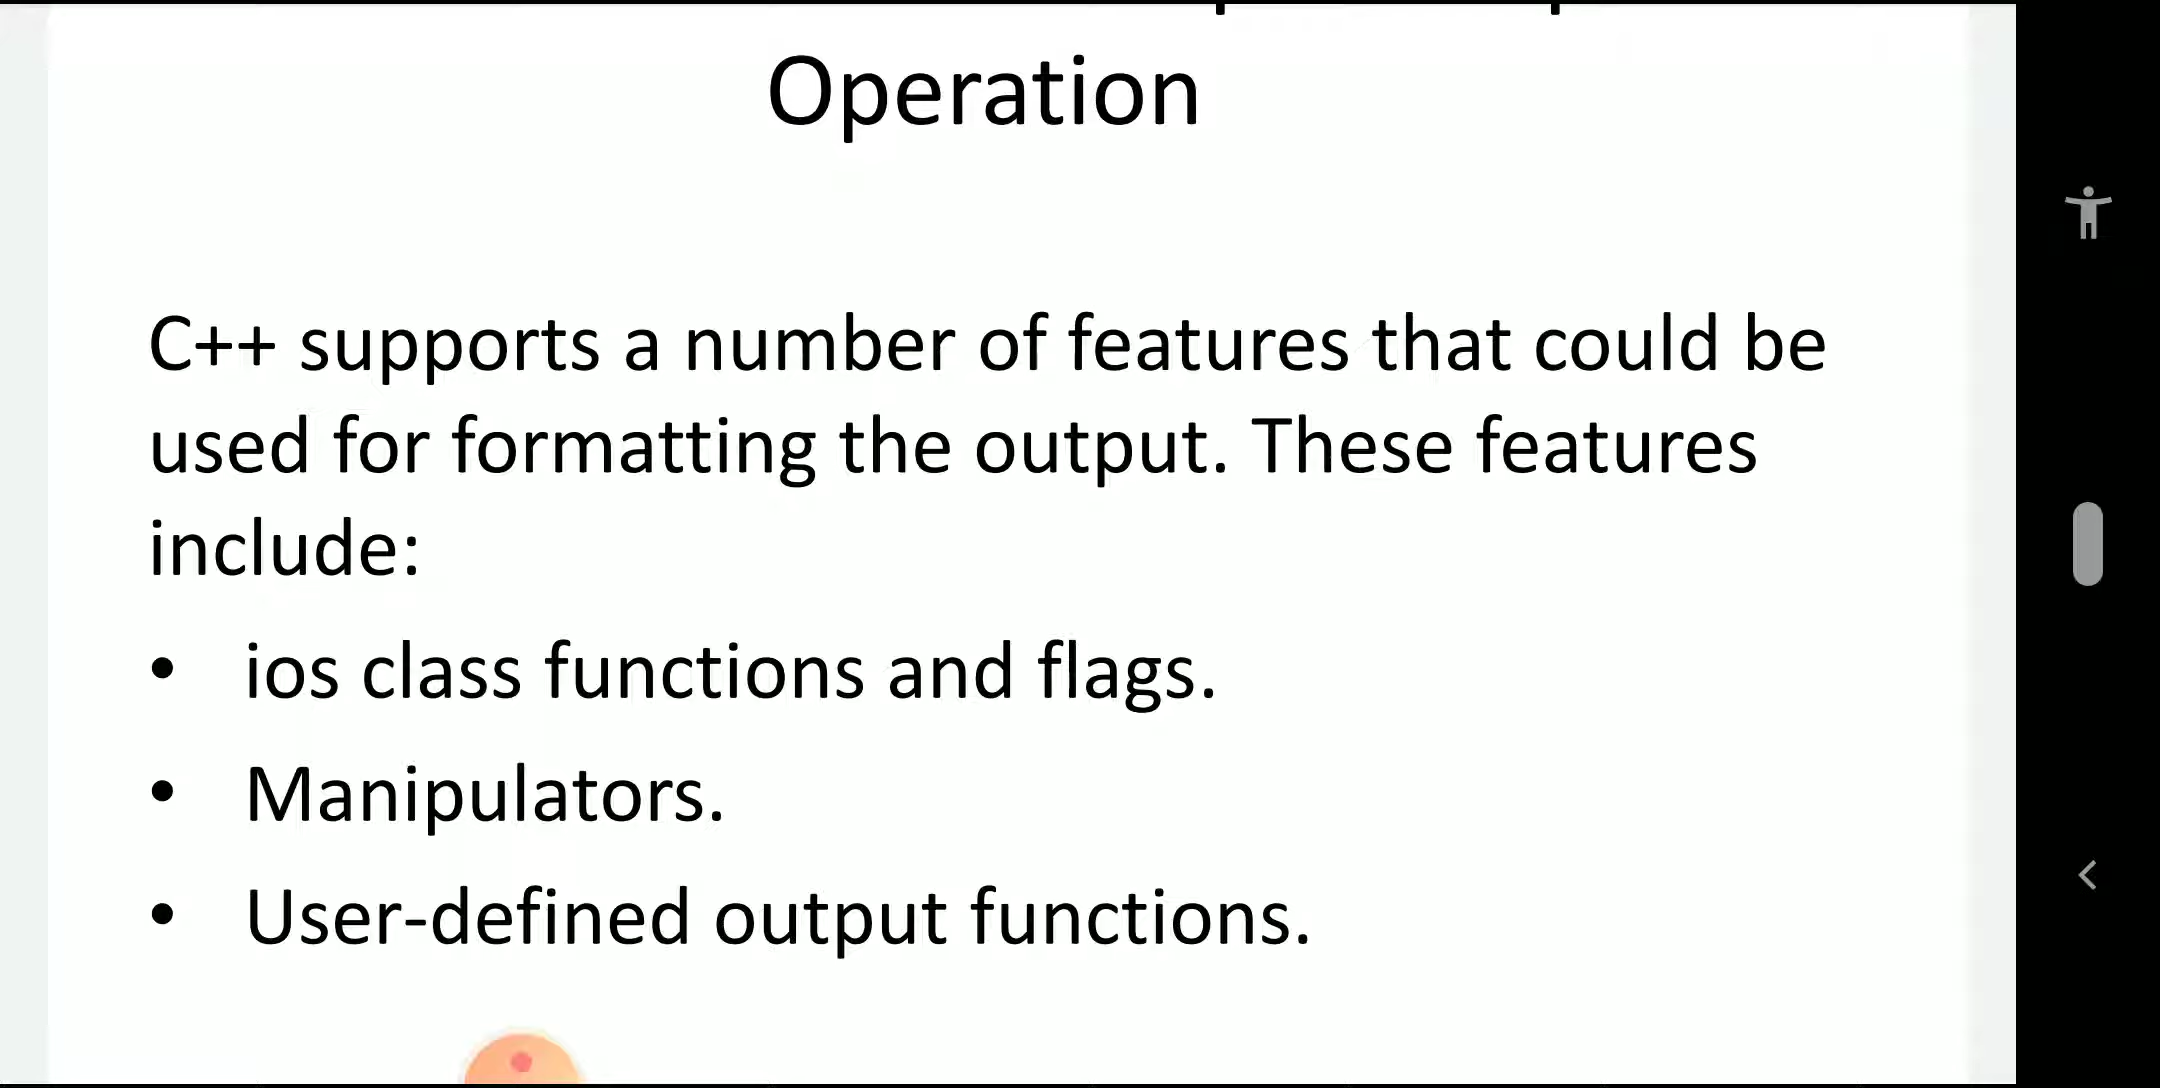 Operation
C++ supports a number of features that could be
used for formatting the output. These features
include:
• ios class functions and flags.
• Manipulators.
• User-defined output functions.